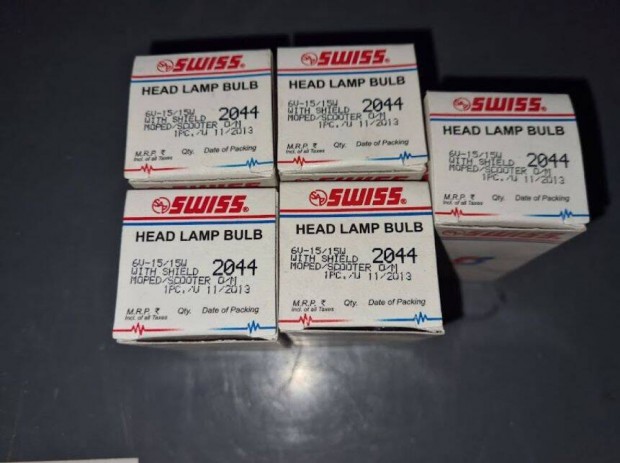 SWISS.
HEAD LAMP BULB
6V-15/15W
WITH SHIELD 2044
MOPED/SCOOTER O/M
1PC./U 11/2013
M.R.P. ₹ Qty. Date of Packing
Incl. of all Taxes
SWISS.
HEAD LAMP BULB
6V-15/15W
WITH SHIELD 2044
MOPED/SCOOTER O/M
1PC./U 11/2013
M.R.P. ₹ Qty. Date of Packing
Incl. of all Taxes
SWISS.
HEAD LAMP BULB
6V-15/15W
WITH SHIELD 2044
MOPED/SCOOTER O/M
1PC./U 11/2013
M.R.P. ₹ Qty. Date of Packing
Incl. of all Taxes
SWISS.
HEAD LAMP BULB
6V-15/15W
WITH SHIELD 2044
MOPED/SCOOTER O/M
1PC./U 11/2013
M.R.P. ₹ Qty. Date of Packing
Incl. of all Taxes
SWISS.
HEAD LAMP BULB
6V-15/15W
WITH SHIELD 2044
MOPED/SCOOTER O/M
1PC./U 11/2013
M.R.P. ₹ Qty. Date of Packing
Incl. of all Taxes